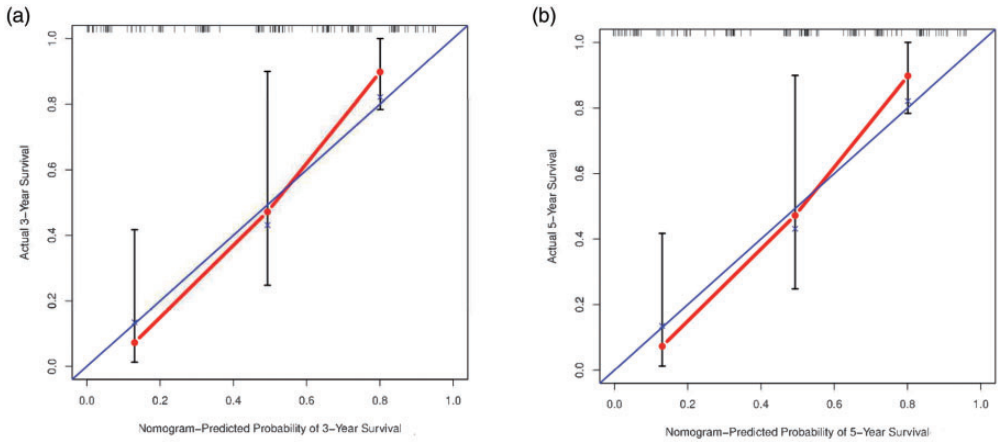 (a)
1.0
0.8
0.6
0.4
0.2
0.0
Actual 3-Year Survival
0.0 0.2 0.4 0.6 0.8 1.0
Nomogram-Predicted Probability of 3-Year Survival
(b)
1.0
0.8
0.6
0.4
0.2
0.0
Actual 5-Year Survival
0.0 0.2 0.4 0.6 0.8 1.0
Nomogram-Predicted Probability of 5-Year Survival